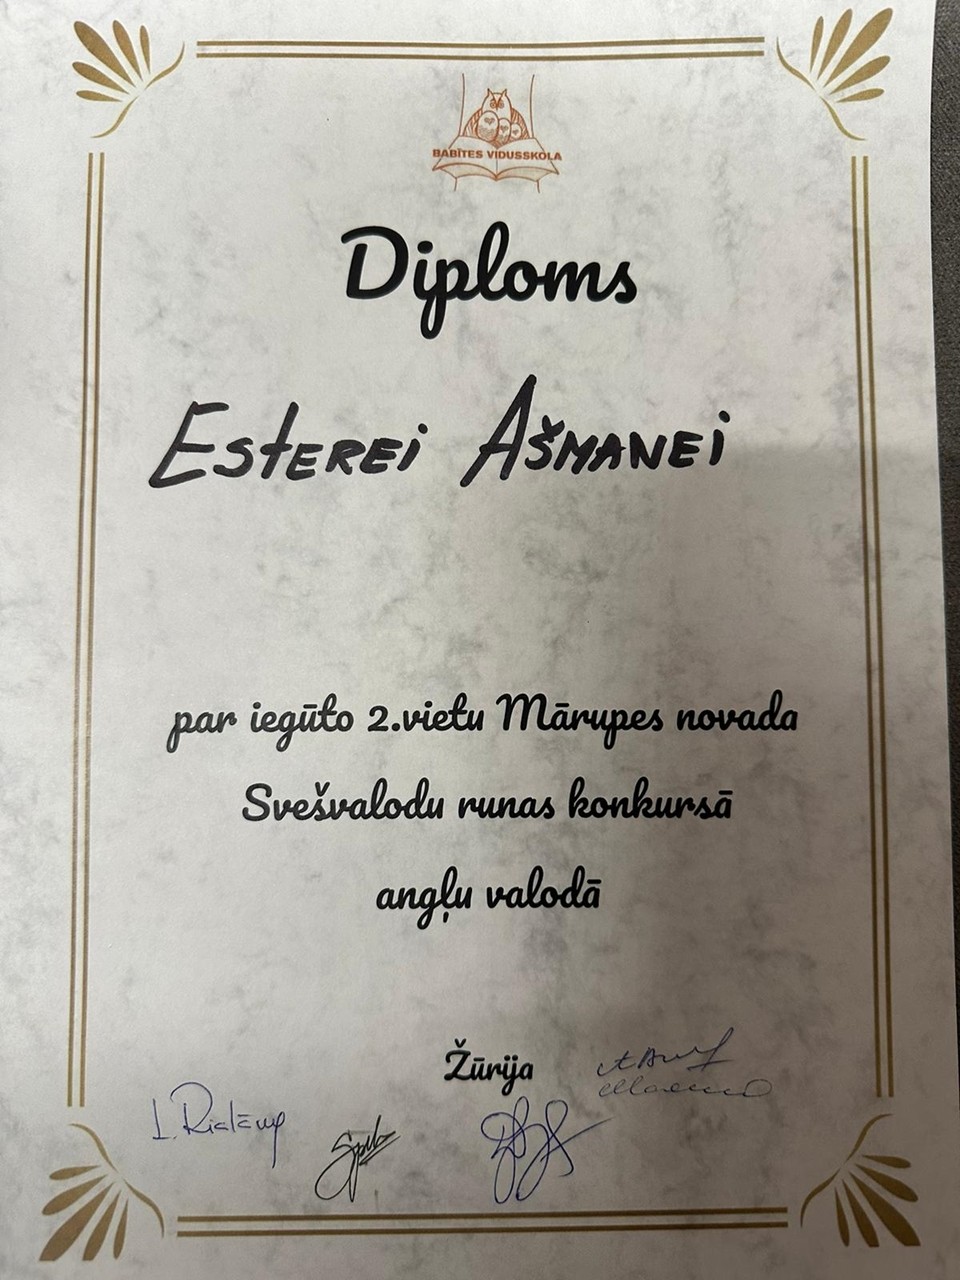 BABĪTES VIDUSSKOLA
Diploms
Esterei Ašmanei
par iegūto 2.vietu Mārupes novada
Svešvalodu runas konkursā
angļu valodā
Žūrija